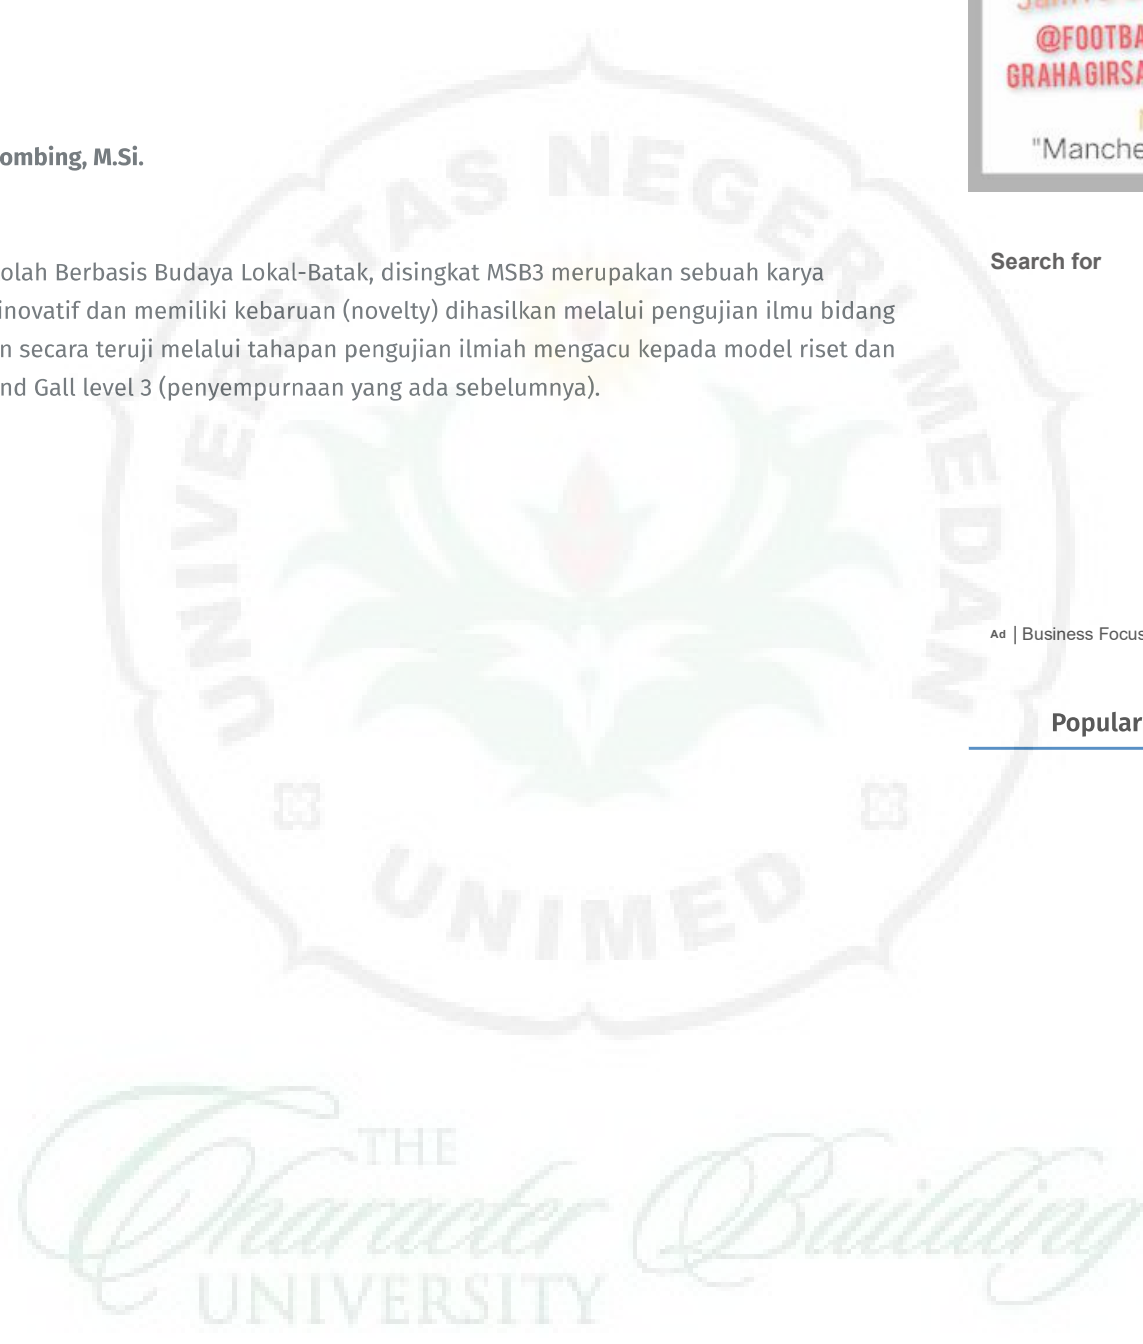 @FOOTBA
GRAHA GIRSA
"Manche
ombing, M.Si.
Search for
olah Berbasis Budaya Lokal-Batak, disingkat MSB3 merupakan sebuah karya
inovatif dan memiliki kebaruan (novelty) dihasilkan melalui pengujian ilmu bidang
n secara teruji melalui tahapan pengujian ilmiah mengacu kepada model riset dan
nd Gall level 3 (penyempurnaan yang ada sebelumnya).
Ad | Business Focus
Popular
UNIVERSITAS NEGERI MEDAN
UNIMED
THE
Character Building
UNIVERSITY